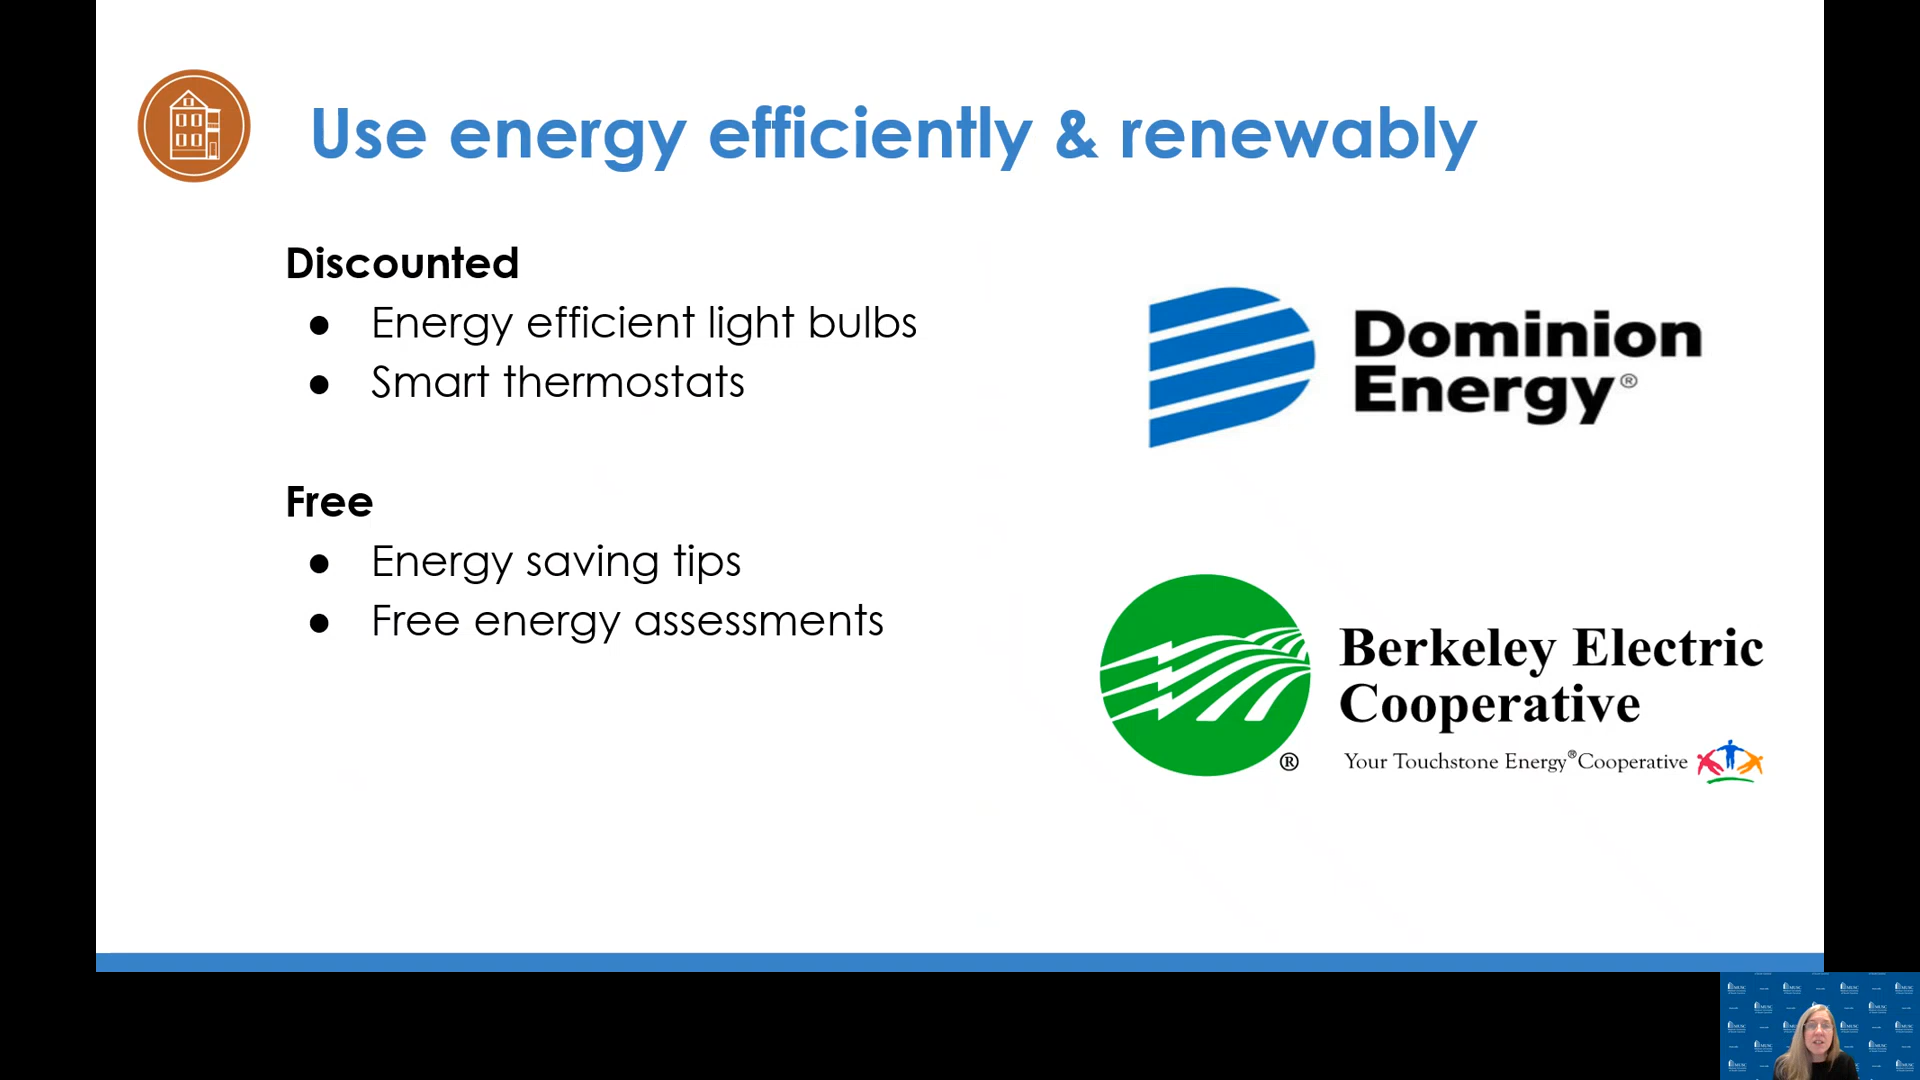 Use energy efficiently & renewably
Discounted
● Energy efficient light bulbs
● Smart thermostats
Free
● Energy saving tips
● Free energy assessments
Dominion
Energy®
Berkeley Electric
Cooperative
®
Your Touchstone Energy® Cooperative
MUSC